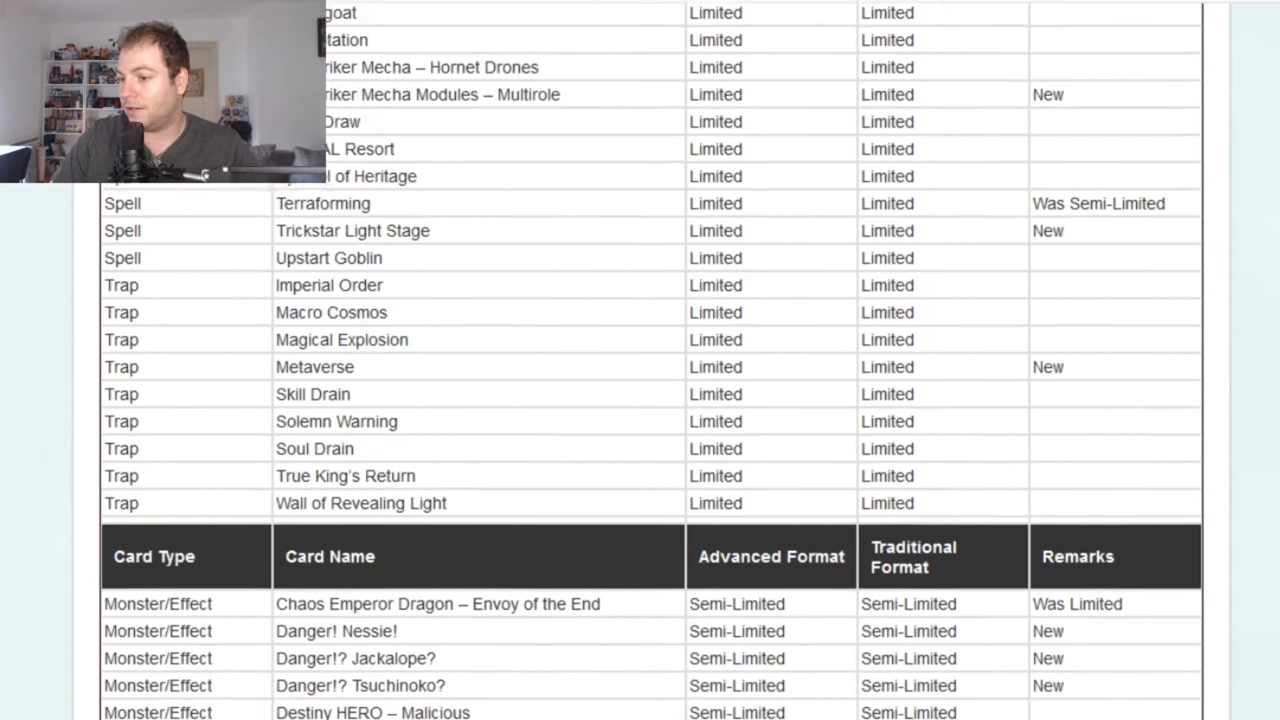 goat Limited Limited
tation Limited Limited
riker Mecha – Hornet Drones Limited Limited
riker Mecha Modules – Multirole Limited Limited New
Draw Limited Limited
AL Resort Limited Limited
l of Heritage Limited Limited
Spell Terraforming Limited Limited Was Semi-Limited
Spell Trickstar Light Stage Limited Limited New
Spell Upstart Goblin Limited Limited
Trap Imperial Order Limited Limited
Trap Macro Cosmos Limited Limited
Trap Magical Explosion Limited Limited
Trap Metaverse Limited Limited New
Trap Skill Drain Limited Limited
Trap Solemn Warning Limited Limited
Trap Soul Drain Limited Limited
Trap True King's Return Limited Limited
Trap Wall of Revealing Light Limited Limited
Card Type Card Name Advanced Format Traditional Format Remarks
Monster/Effect Chaos Emperor Dragon – Envoy of the End Semi-Limited Semi-Limited Was Limited
Monster/Effect Danger! Nessie! Semi-Limited Semi-Limited New
Monster/Effect Danger!? Jackalope? Semi-Limited Semi-Limited New
Monster/Effect Danger!? Tsuchinoko? Semi-Limited Semi-Limited New
Monster/Effect Destiny HERO – Malicious Semi-Limited Semi-Limited